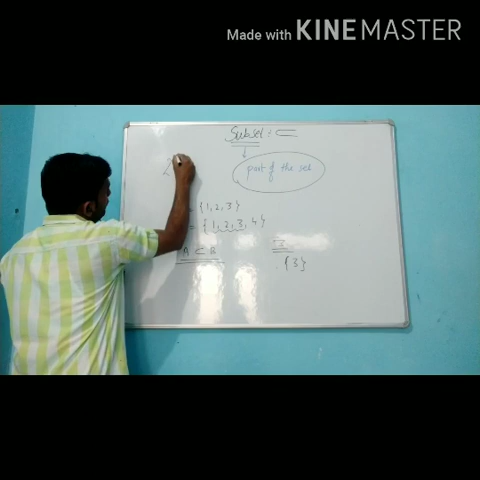 Made with KINEMASTER
Subset : ⊂
part of the set
= {1, 2, 3}
= {1, 2, 3, 4}
A ⊂ B
{3}